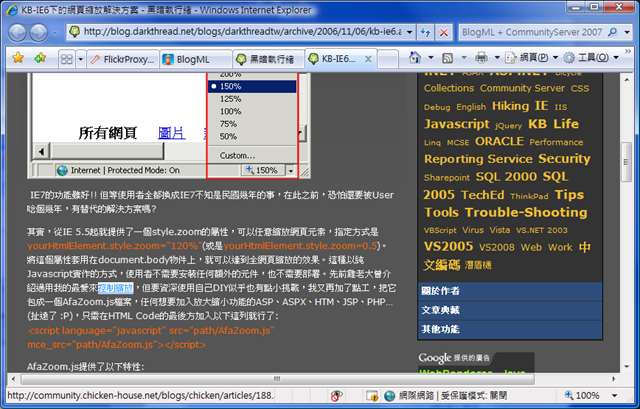 KB-IE6下的網頁縮放解決方案 - 黑暗執行緒 - Windows Internet Explorer
http://blog.darkthread.net/blogs/darkthreadtw/archive/2006/11/06/kb-ie6.a
BlogML + CommunityServer 2007
FlickrProxy...
BlogML
黑暗執行緒
KB-IE6...
網頁(P)
工具(O)
200%
150%
125%
100%
75%
50%
Custom...
所有網頁 圖片
Internet | Protected Mode: On
150%
IE7的功能雖好!! 但等使用者全都換成IE7不知是民國幾年的事，在此之前，恐怕還要被User
唸個幾年，有替代的解決方案嗎?
其實，從IE 5.5起就提供了一個style.zoom的屬性，可以任意縮放網頁元素，指定方式是
yourHtmlElement.style.zoom="120%"(或是yourHtmlElement.style.zoom=0.5)。
將這個屬性套用在document.body物件上，就可以達到全網頁縮放的效果。這種以純
Javascript實作的方式，使用者不需要安裝任何額外的元件，也不需要部署。先前雞老大曾介
紹過用我的最愛來控制縮放，但要資深使用自己DIY似乎也有點小挑戰，我又再加了點工，把它
包成一個AfaZoom.js檔案，任何想要加入放大縮小功能的ASP、ASPX、HTM、JSP、PHP...
(扯遠了 :P)，只需在HTML Code的最後方加入以下這列就行了:
<script language="javascript" src="path/AfaZoom.js"
mce_src="path/AfaZoom.js"></script>
AfaZoom.js提供了以下特性:
INET AJAX ASP.NET Bicycle
Collections Community Server CSS
Debug English Hiking IE IIS
Javascript jQuery KB Life
Linq MCSE ORACLE Performance
Reporting Service Security
Sharepoint SQL 2000 SQL
2005 TechEd ThinkPad Tips
Tools Trouble-Shooting
VBScript Virus Vista VS.NET 2003
VS2005 VS2008 Web Work 中
文編碼 潛盾機
關於作者
文章典藏
其他功能
Google 提供的廣告
http://community.chicken-house.net/blogs/chicken/articles/188.
網際網路 | 受保護模式: 關閉
100%